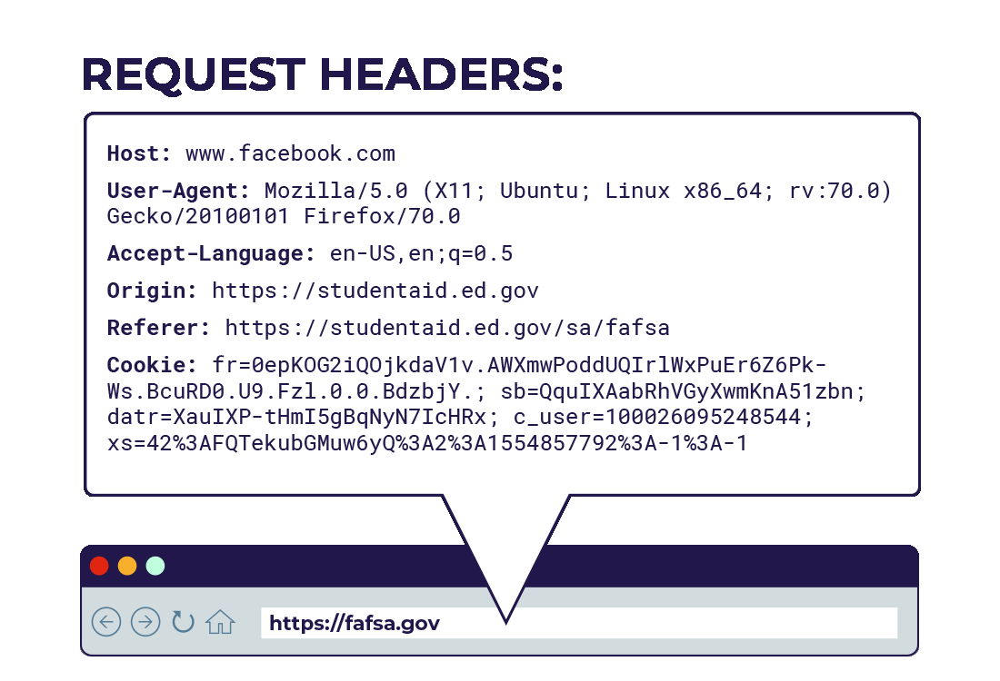 REQUEST HEADERS:
Host: www.facebook.com
User-Agent: Mozilla/5.0 (X11; Ubuntu; Linux x86_64; rv:70.0)
Gecko/20100101 Firefox/70.0
Accept-Language: en-US,en;q=0.5
Origin: https://studentaid.ed.gov
Referer: https://studentaid.ed.gov/sa/fafsa
Cookie: fr=0epKOG2iQOjkdaV1v.AWXmwPoddUQIrlWxPuEr6Z6Pk-
Ws.BcuRD0.U9.Fzl.0.0.BdzbjY.; sb=QquIXAabRhVGyXwmKnA51zbn;
datr=XauIXP-tHmI5gBqNyN7IcHRx; c_user=100026095248544;
xs=42%3AFQTekubGMuw6yQ%3A2%3A1554857792%3A-1%3A-1
https://fafsa.gov